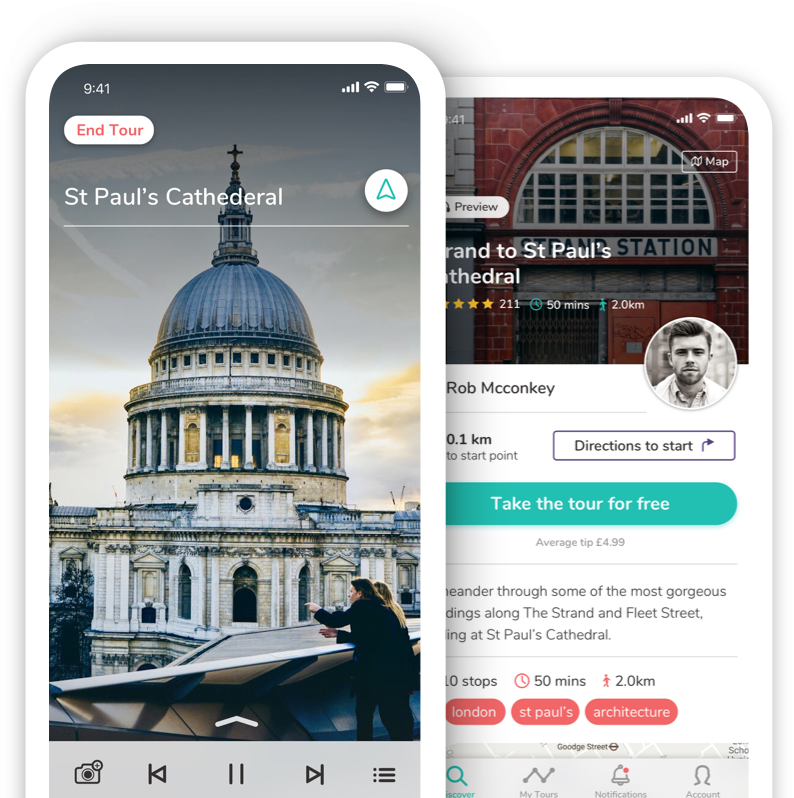 9:41
End Tour
St Paul's Cathederal
:41
Map
Preview
STRAND STATION
rand to St Paul's
thedral
211 50 mins 2.0km
Rob Mcconkey
0.1 km
to start point
Directions to start
Take the tour for free
Average tip £4.99
eander through some of the most gorgeous
dings along The Strand and Fleet Street,
ing at St Paul's Cathedral.
10 stops 50 mins 2.0km
london st paul's architecture
Goodge Street
Scho
iscover My Tours Notifications Account